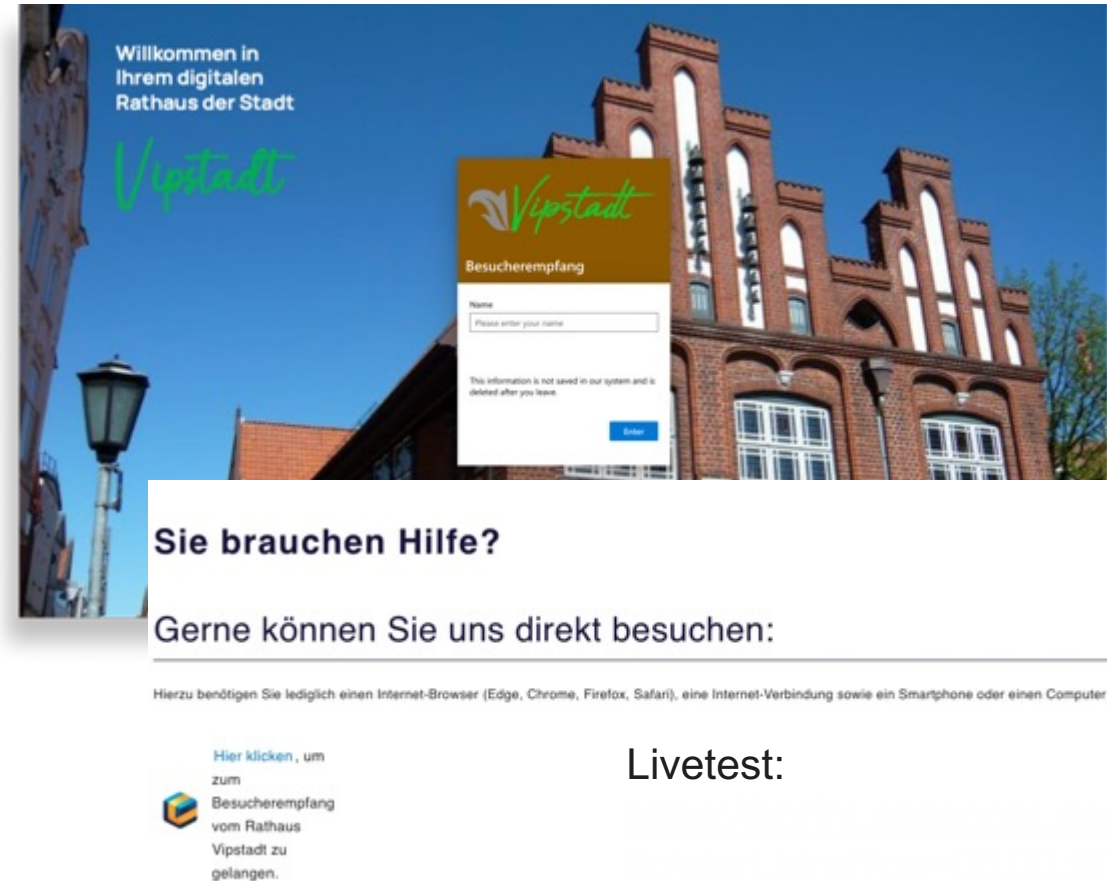 Willkommen in
Ihrem digitalen
Rathaus der Stadt
Vipstadt
Vipstadt
Besucherempfang
Name
Please enter your name
This information is not saved in our system and is
deleted after you leave.
Enter
Sie brauchen Hilfe?
Gerne können Sie uns direkt besuchen:
Hierzu benötigen Sie lediglich einen Internet-Browser (Edge, Chrome, Firefox, Safari), eine Internet-Verbindung sowie ein Smartphone oder einen Computer
Hier klicken, um
zum
Besucherempfang
vom Rathaus
Vipstadt zu
gelangen.
Livetest: